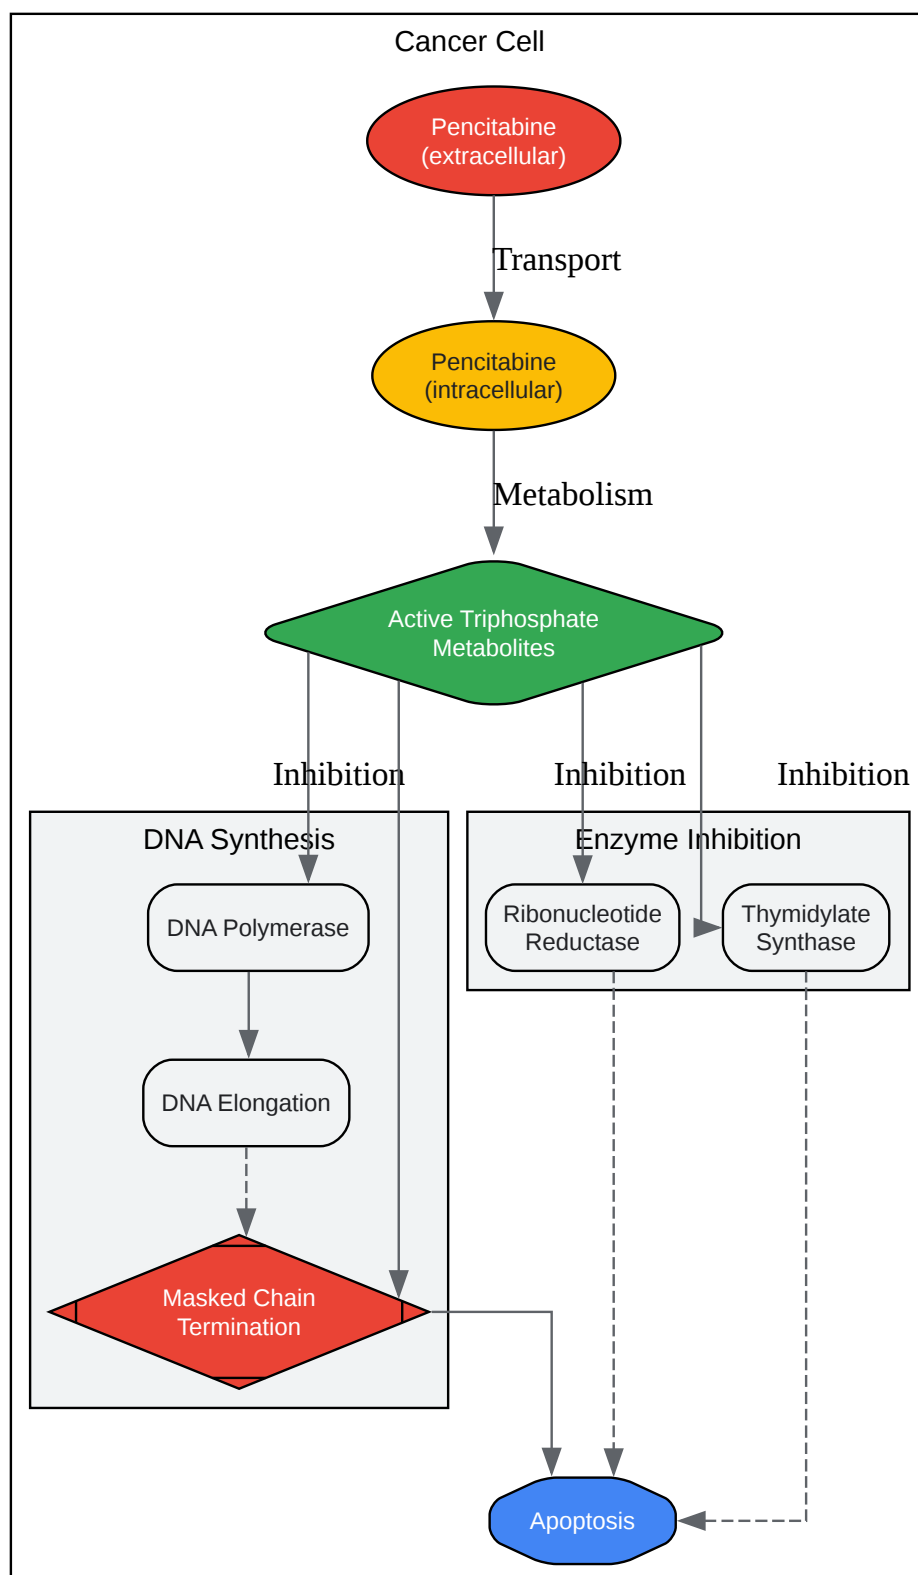 Cancer Cell
Pencitabine
(extracellular)
Transport
Pencitabine
(intracellular)
Metabolism
Active Triphosphate
Metabolites
Inhibition
Inhibition
Inhibition
DNA Synthesis
Enzyme Inhibition
DNA Polymerase
Ribonucleotide
Reductase
Thymidylate
Synthase
DNA Elongation
Masked Chain
Termination
Apoptosis